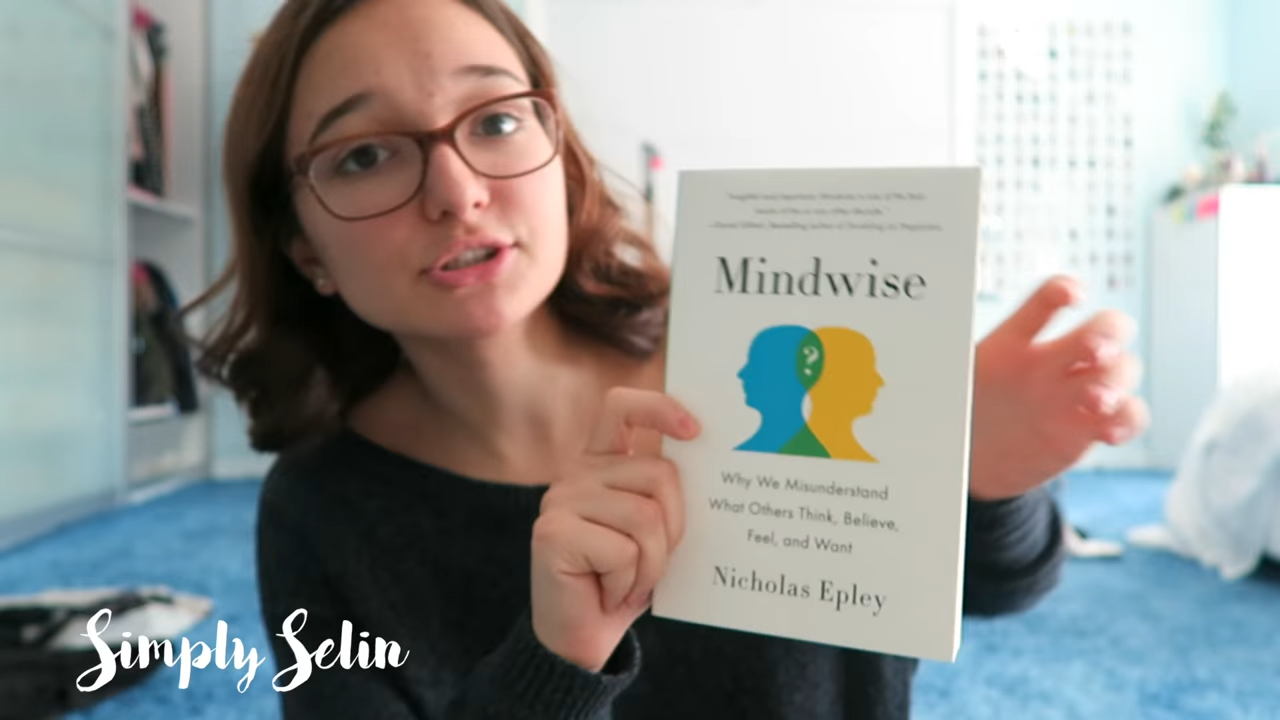 Mindwise
?
Why We Misunderstand
What Others Think, Believe,
Feel, and Want
Nicholas Epley
Simply Selin